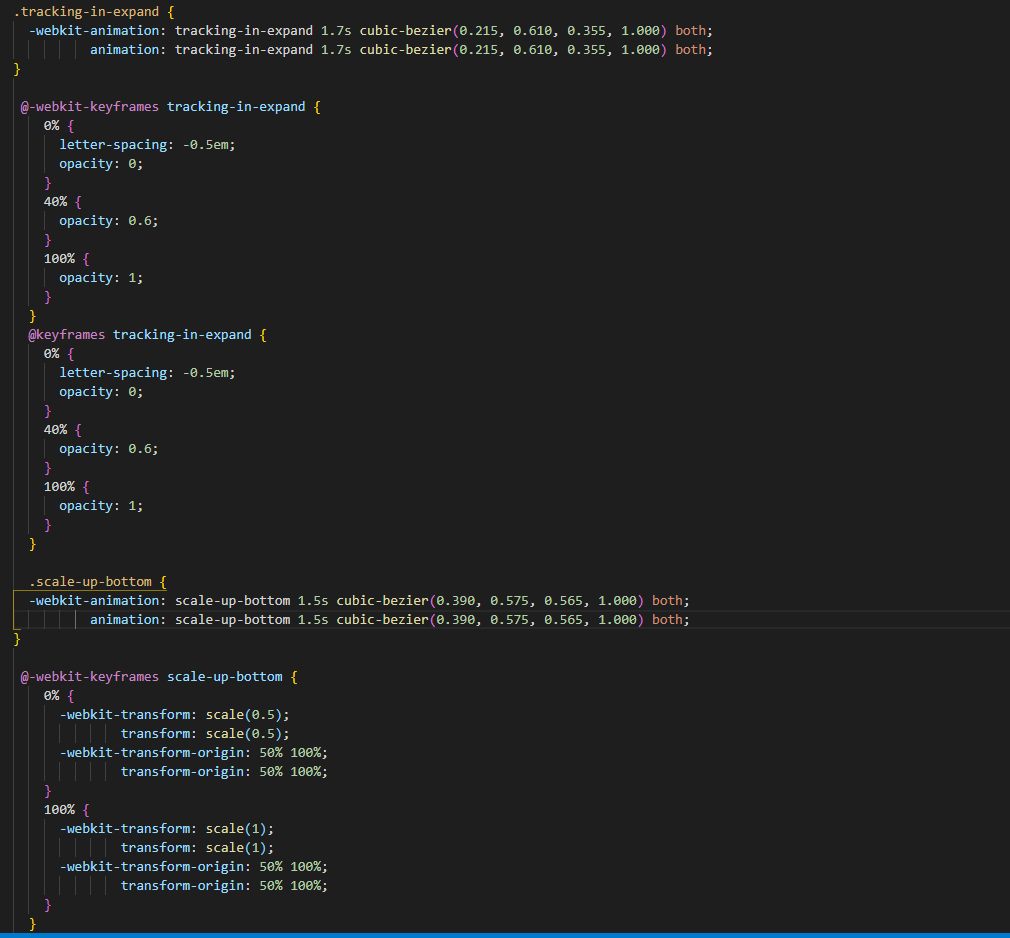 .tracking-in-expand {
  -webkit-animation: tracking-in-expand 1.7s cubic-bezier(0.215, 0.610, 0.355, 1.000) both;
          animation: tracking-in-expand 1.7s cubic-bezier(0.215, 0.610, 0.355, 1.000) both;
}
 @-webkit-keyframes tracking-in-expand {
    0% {
      letter-spacing: -0.5em;
      opacity: 0;
    }
    40% {
      opacity: 0.6;
    }
    100% {
      opacity: 1;
    }
  }
  @keyframes tracking-in-expand {
    0% {
      letter-spacing: -0.5em;
      opacity: 0;
    }
    40% {
      opacity: 0.6;
    }
    100% {
      opacity: 1;
    }
  }
  .scale-up-bottom {
  -webkit-animation: scale-up-bottom 1.5s cubic-bezier(0.390, 0.575, 0.565, 1.000) both;
          animation: scale-up-bottom 1.5s cubic-bezier(0.390, 0.575, 0.565, 1.000) both;
}
 @-webkit-keyframes scale-up-bottom {
    0% {
      -webkit-transform: scale(0.5);
              transform: scale(0.5);
      -webkit-transform-origin: 50% 100%;
              transform-origin: 50% 100%;
    }
    100% {
      -webkit-transform: scale(1);
              transform: scale(1);
      -webkit-transform-origin: 50% 100%;
              transform-origin: 50% 100%;
    }
  }